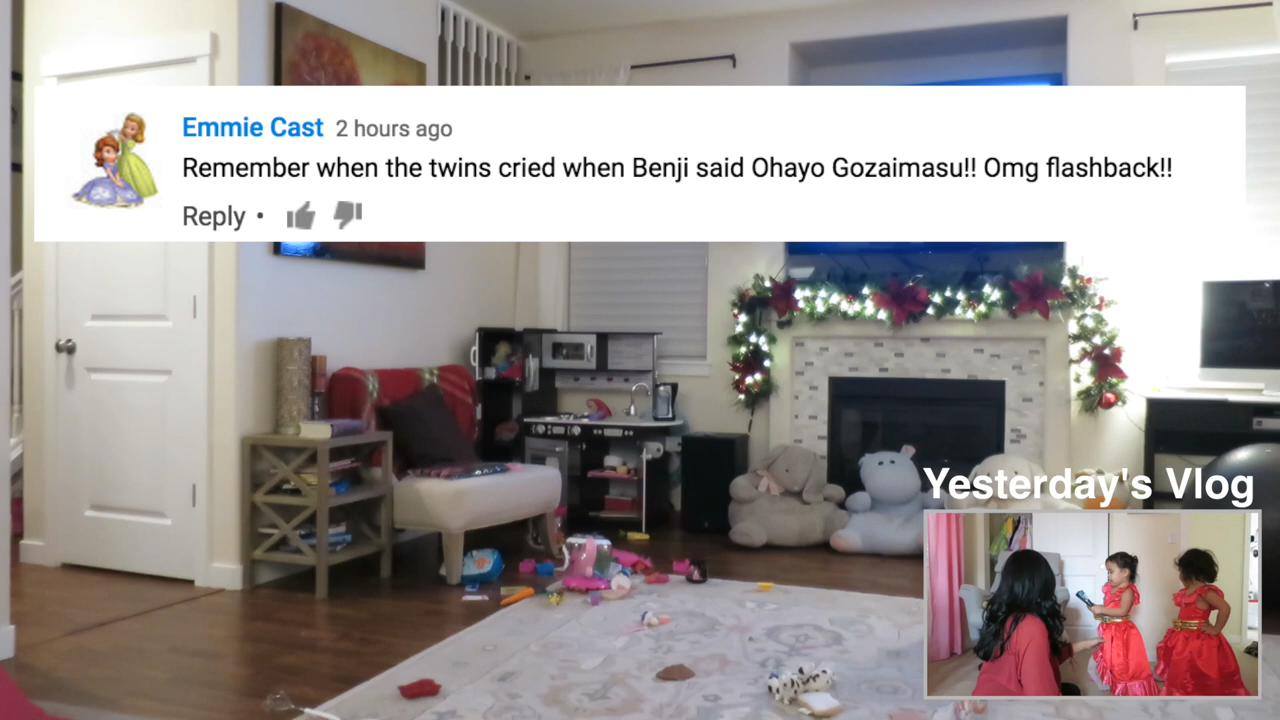 Emmie Cast 2 hours ago
Remember when the twins cried when Benji said Ohayo Gozaimasu!! Omg flashback!!
Reply •
Yesterday's Vlog